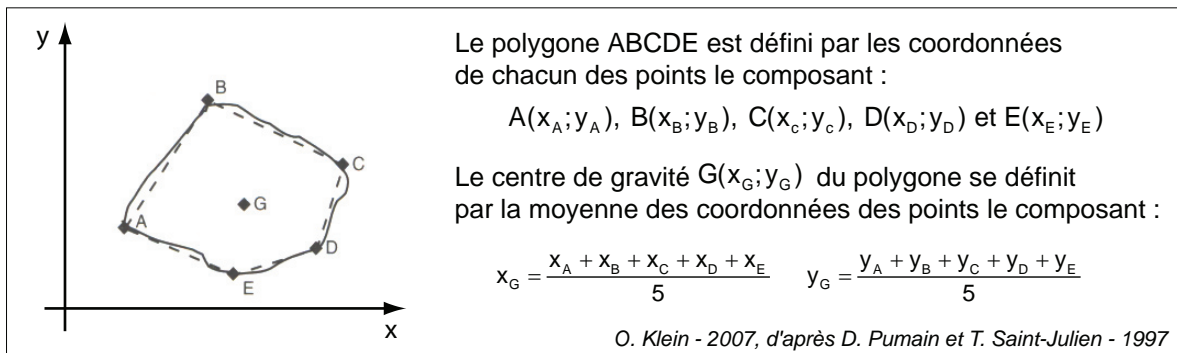 y
B
C
G
A
D
E
x
Le polygone ABCDE est défini par les coordonnées
de chacun des points le composant :
A(x_A;y_A), B(x_B;y_B), C(x_c;y_c), D(x_D;y_D) et E(x_E;y_E)
Le centre de gravité G(x_G;y_G) du polygone se définit
par la moyenne des coordonnées des points le composant :
x_G = (x_A + x_B + x_C + x_D + x_E)/5 y_G = (y_A + y_B + y_C + y_D + y_E)/5
O. Klein - 2007, d'après D. Pumain et T. Saint-Julien - 1997